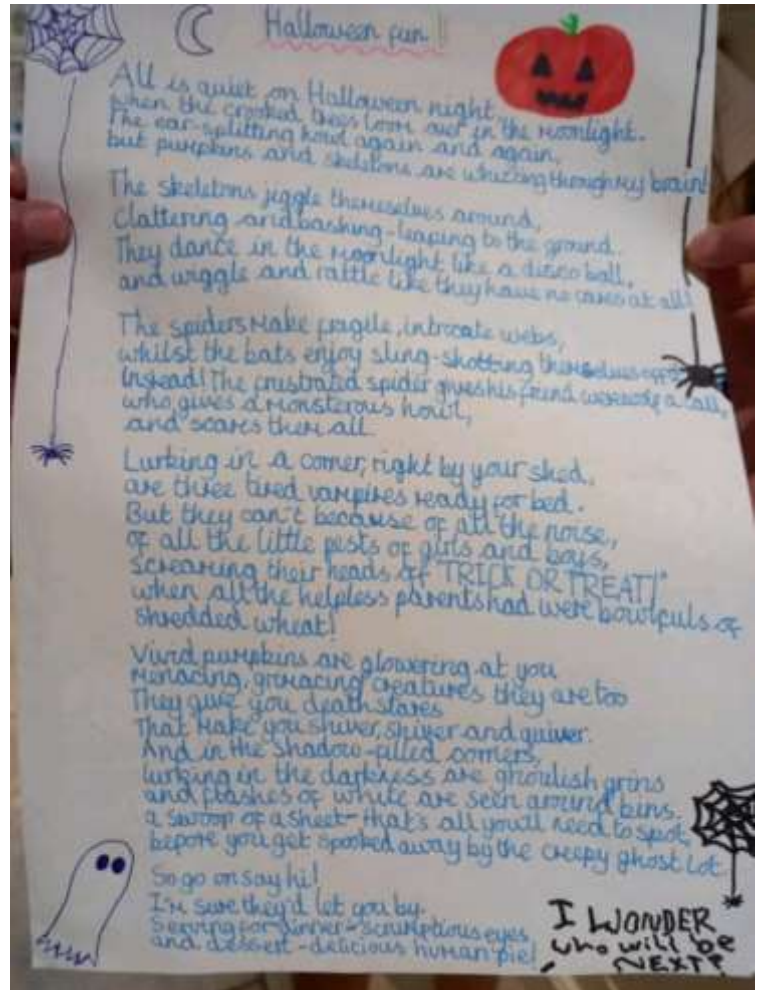 Halloween fun!
All is quiet on Halloween night,
when the crooked trees loom over in the moonlight.
The ear-splitting howl again and again,
but pumpkins and skeletons are whizzing through my brain!
The skeletons jiggle themselves around,
Clattering and bashing-leaping to the ground.
They dance in the moonlight like a disco ball,
and wiggle and rattle like they have no cares at all!
The spiders make fragile, intricate webs,
whilst the bats enjoy sling-shotting themselves
Instead! The frustrated spider gives his friend werewolf a call,
who gives a monsterous howl,
and scares them all.
Lurking in a corner, right by your shed,
are three tired vampires ready for bed.
But they can't because of all the noise,
of all the little pests of girls and boys,
screaming their heads of "TRICK OR TREAT!"
when all the helpless parents had were bowlfuls of
shredded wheat!
Vivid pumpkins are glowering at you
Menacing, grimacing creatures they are too
They give you death stares
That make you shiver, shiver and quiver.
And in the shadow-filled corners,
lurking in the darkness are ghoulish grins
and flashes of white are seen around bins.
a swoop of a sheet-that's all you'll need to spot,
before you get spooked away by the creepy ghost lot.
So go on say hi!
I'm sure they'd let you by.
Serving for dinner-scrumptious eyes
and dessert-delicious human pie!
I WONDER
who will be
NEXT?